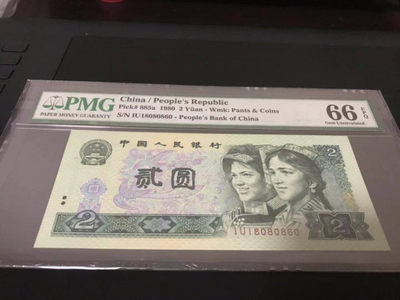 PMG
PAPER MONEY GUARANTY
China / People's Republic
Pick# 885a 1980 2 Yüan - Wmk: Pants & Coins
S/N IU18080860 - People's Bank of China
66 EPQ
Gem Uncirculated
中国人民银行
贰圆
2
2
IU18080860